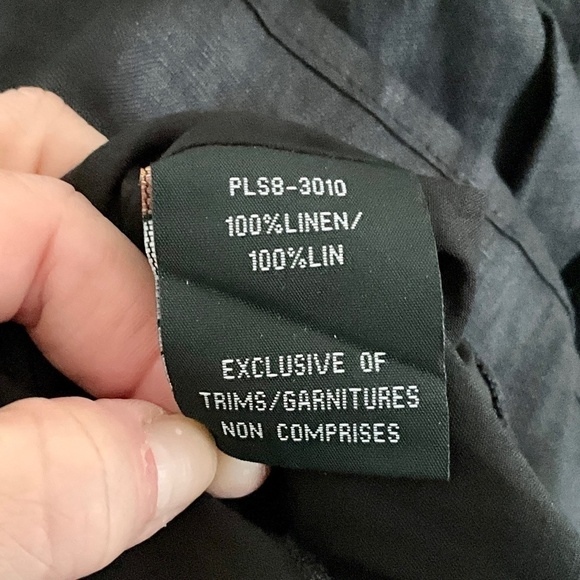 PLS8-3010
100%LINEN/
100%LIN
EXCLUSIVE OF
TRIMS/GARNITURES
NON COMPRISES